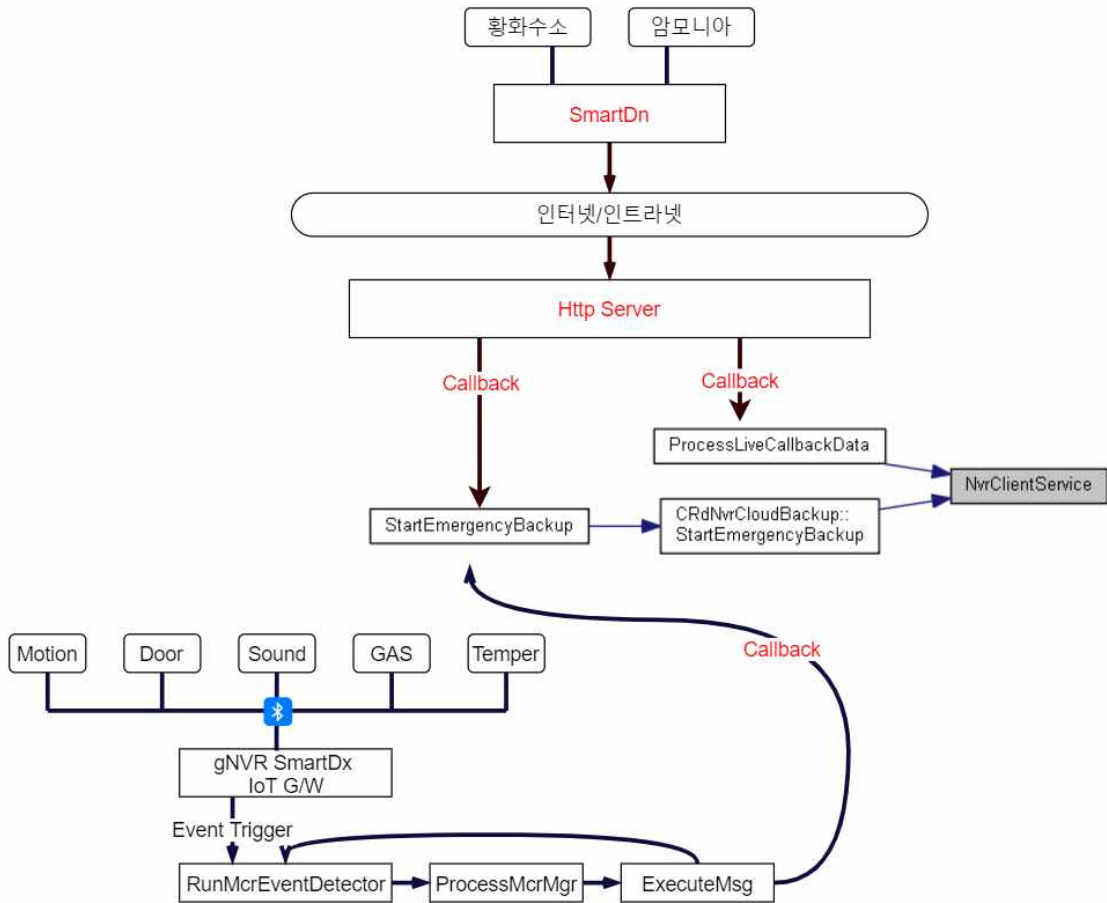 황화수소
암모니아
SmartDn
인터넷/인트라넷
Http Server
Callback
Callback
ProcessLiveCallbackData
NvrClientService
StartEmergencyBackup
CRdNvrCloudBackup::
StartEmergencyBackup
Motion
Door
Sound
GAS
Temper
Callback
gNVR SmartDx
IoT G/W
Event Trigger
RunMcrEventDetector
ProcessMcrMgr
ExecuteMsg